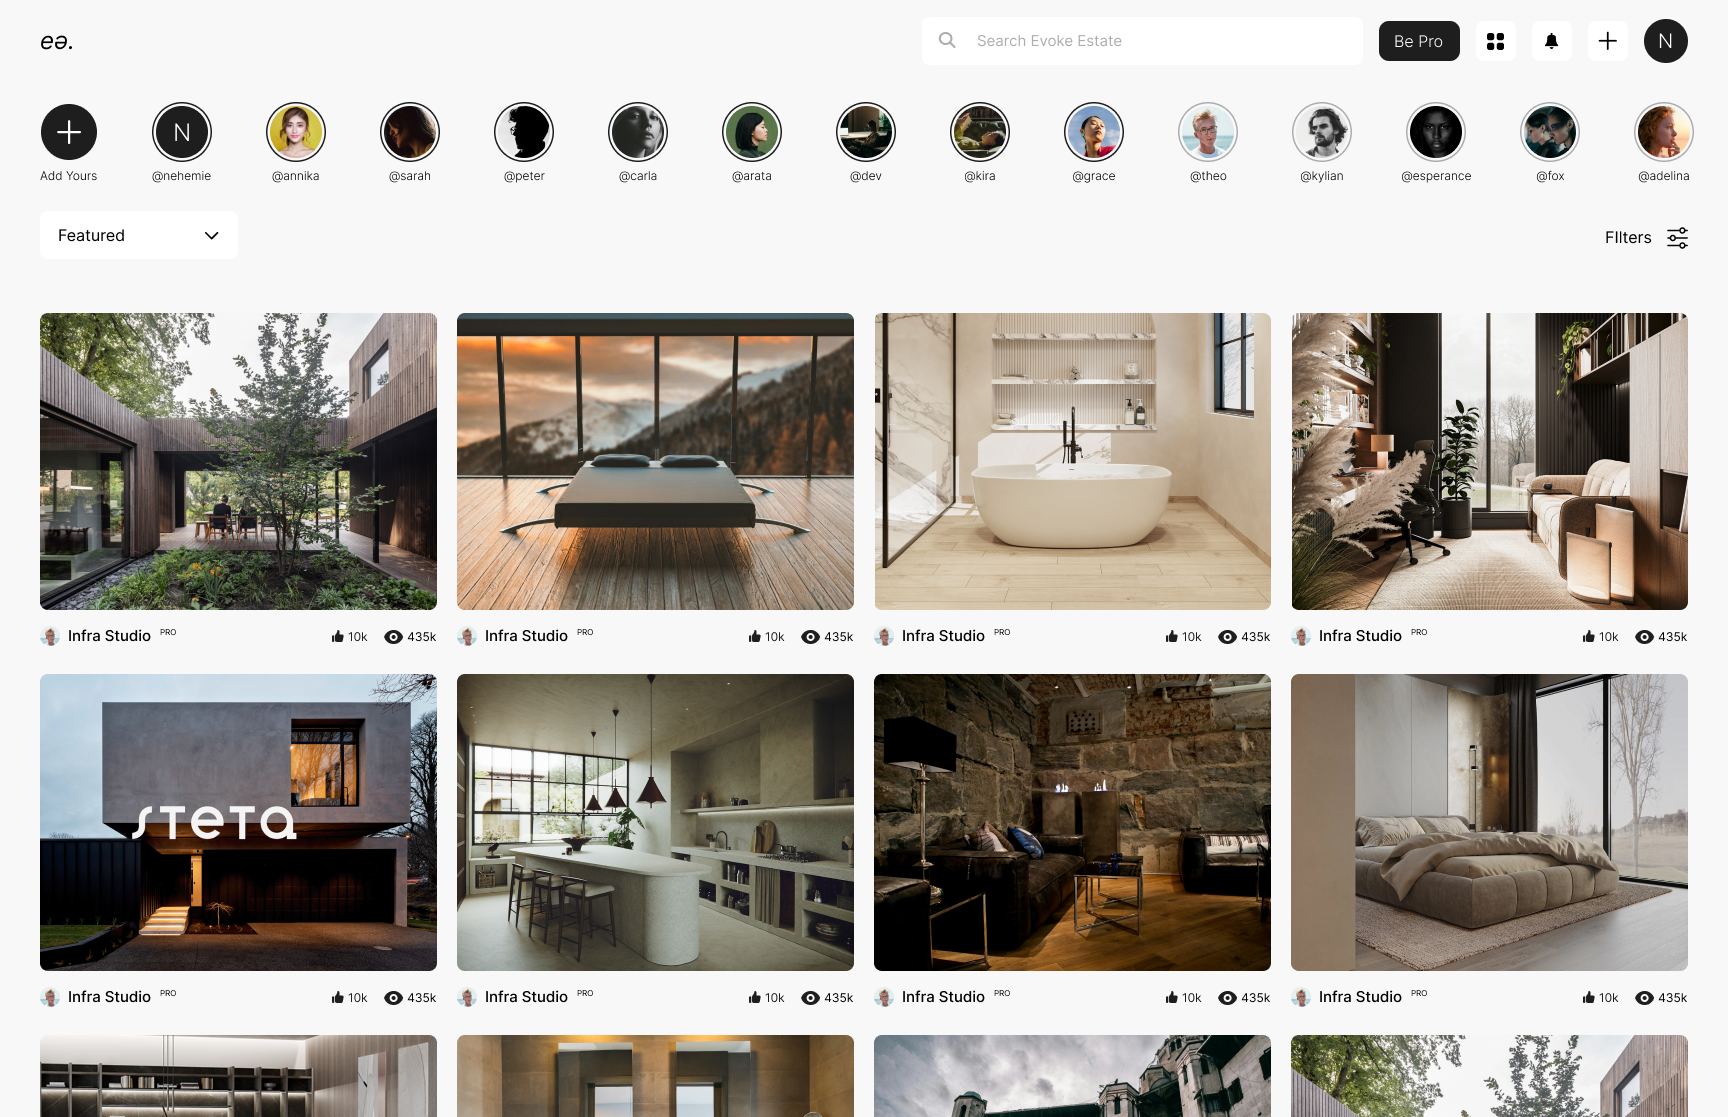 eə.
Search Evoke Estate
Be Pro
N
N
Add Yours
@nehemie
@annika
@sarah
@peter
@carla
@arata
@dev
@kira
@grace
@theo
@kylian
@esperance
@fox
@adelina
Featured
FIlters
Infra Studio PRO 10k 435k
Infra Studio PRO 10k 435k
Infra Studio PRO 10k 435k
Infra Studio PRO 10k 435k
STETA
Infra Studio PRO 10k 435k
Infra Studio PRO 10k 435k
Infra Studio PRO 10k 435k
Infra Studio PRO 10k 435k